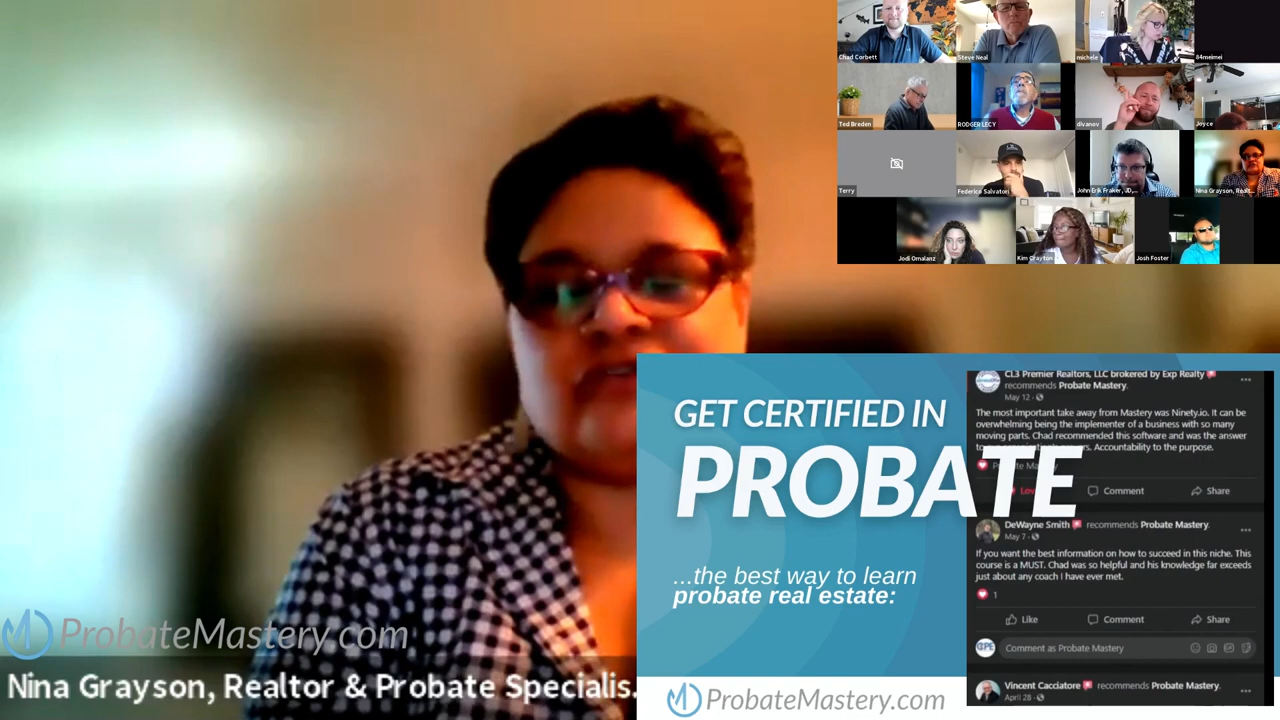 Chad Corbett
Steve Neal
michele
84meimei
Ted Breden
RODGER LECY
divanov
Joyce
Terry
Federico Salvatori
John Erik Fraker, JD,...
Nina Grayson, Realt...
Jodi Omalanz
Kim Crayton
Josh Foster
GET CERTIFIED IN
PROBATE
...the best way to learn
probate real estate:
CL3 Premier Realtors, LLC brokered by Exp Realty
recommends Probate Mastery.
May 12 ·
The most important take away from Mastery was Ninety.io. It can be
overwhelming being the implementer of a business with so many
moving parts. Chad recommended this software and was the answer
Accountability to the purpose.
Comment
Share
DeWayne Smith recommends Probate Mastery.
May 7 ·
If you want the best information on how to succeed in this niche. This
course is a MUST. Chad was so helpful and his knowledge far exceeds
just about any coach I have ever met.
1
Like
Comment
Share
Comment as Probate Mastery
Vincent Cacciatore recommends Probate Mastery.
April 28 ·
ProbateMastery.com
ProbateMastery.com
Nina Grayson, Realtor & Probate Specialis.